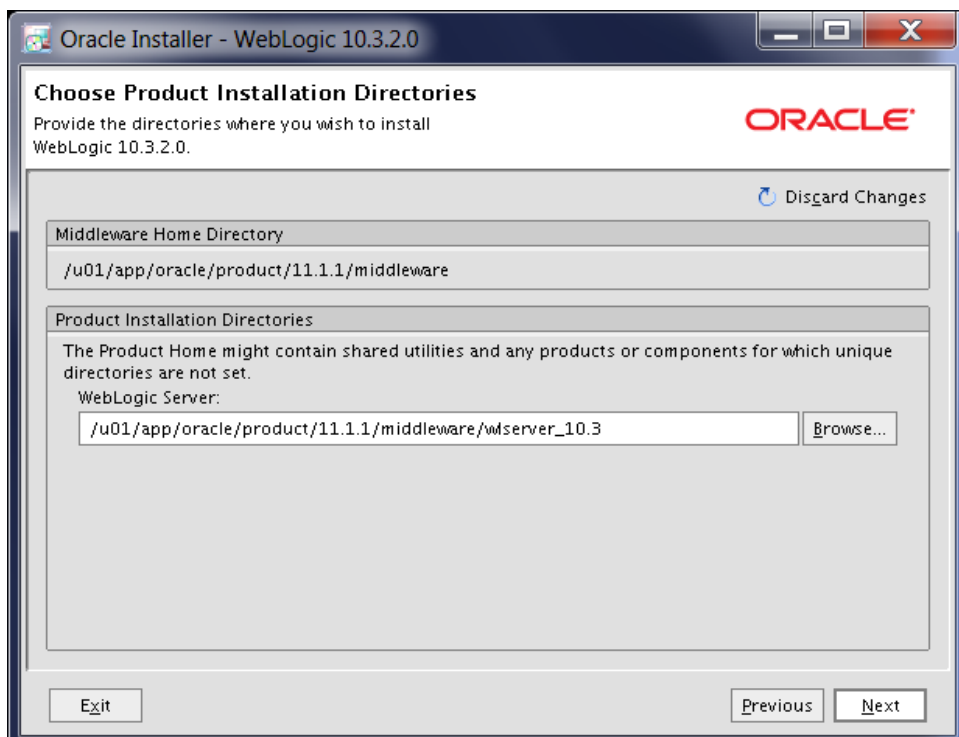 Oracle Installer - WebLogic 10.3.2.0
Choose Product Installation Directories
Provide the directories where you wish to install
WebLogic 10.3.2.0.
ORACLE
Discard Changes
Middleware Home Directory
/u01/app/oracle/product/11.1.1/middleware
Product Installation Directories
The Product Home might contain shared utilities and any products or components for which unique
directories are not set.
WebLogic Server:
/u01/app/oracle/product/11.1.1/middleware/wlserver_10.3
Browse...
Exit
Previous
Next